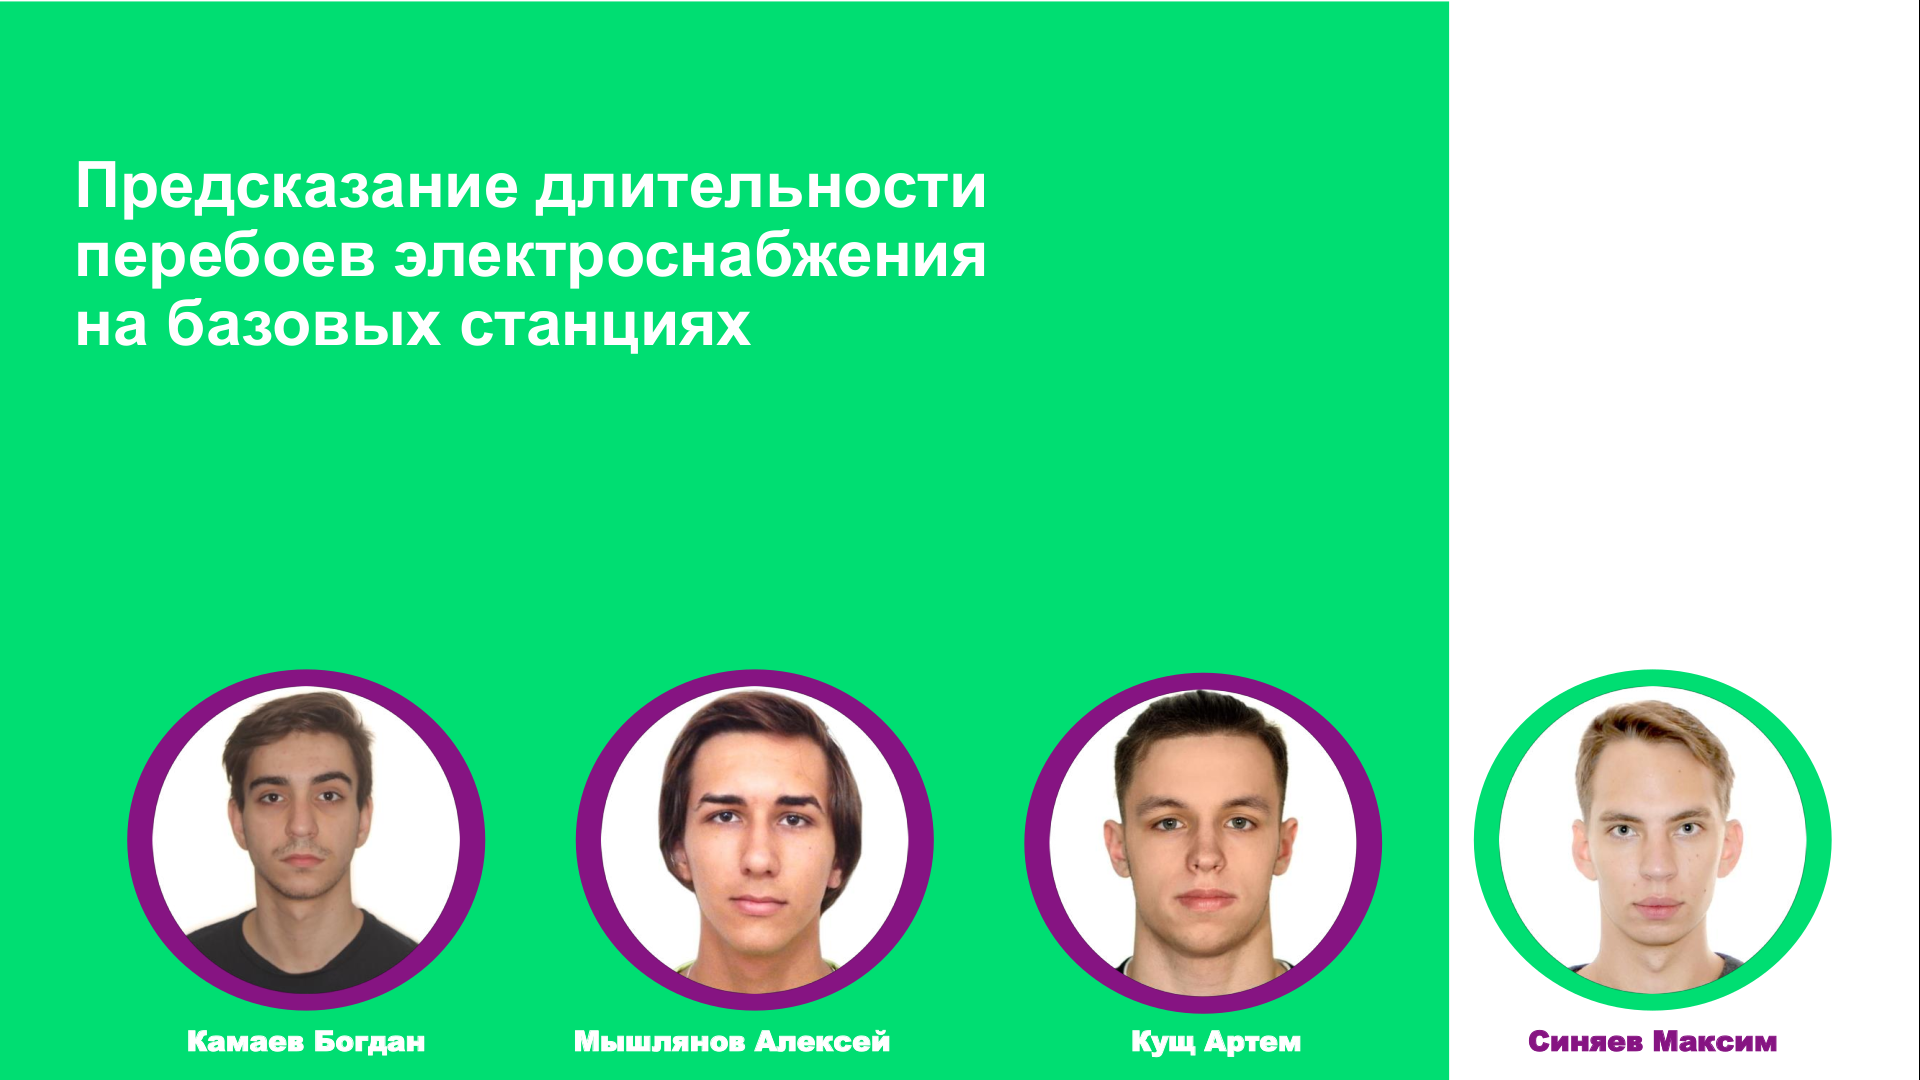 Предсказание длительности
перебоев электроснабжения
на базовых станциях
Камаев Богдан
Мышлянов Алексей
Кущ Артем
Синяев Максим